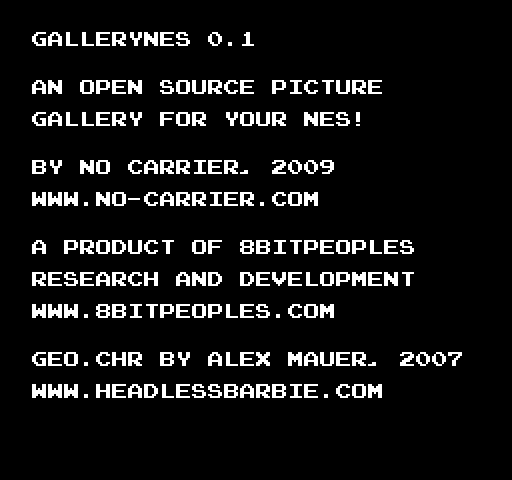 GALLERYNES 0.1
AN OPEN SOURCE PICTURE
GALLERY FOR YOUR NES!
BY NO CARRIER, 2009
WWW.NO-CARRIER.COM
A PRODUCT OF 8BITPEOPLES
RESEARCH AND DEVELOPMENT
WWW.8BITPEOPLES.COM
GEO.CHR BY ALEX MAUER, 2007
WWW.HEADLESSBARBIE.COM